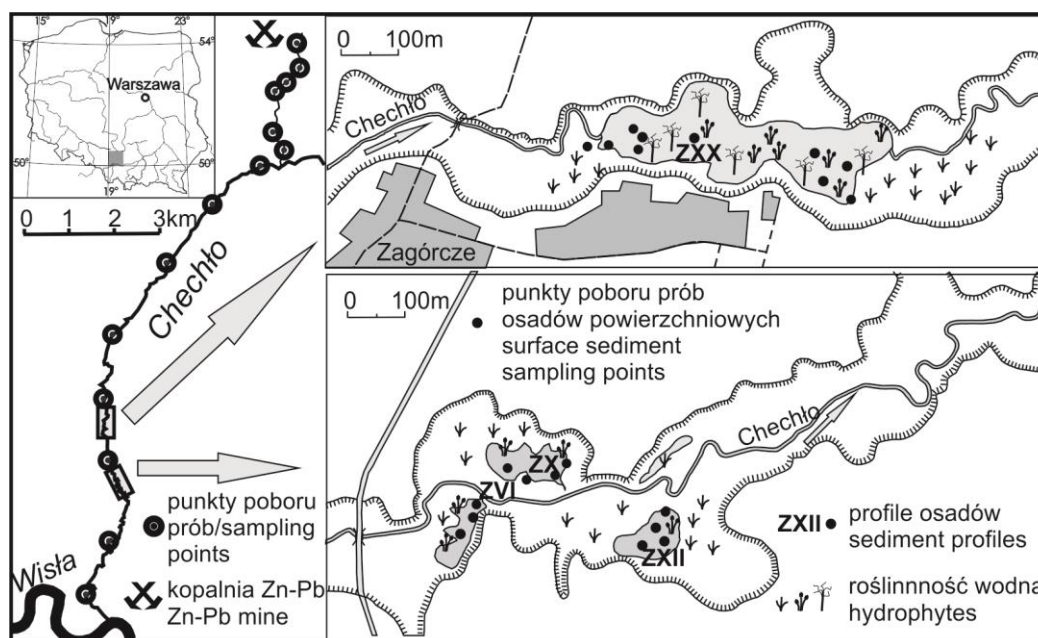 15° 19° 23°
54°
Warszawa
50° 50°
19°
0 1 2 3km
Chechło
punkty poboru
prób/sampling
points
Wisła
kopalnia Zn-Pb
Zn-Pb mine
0 100m
Chechło
ZXX
Zagórcze
0 100m
punkty poboru prób
osadów powierzchniowych
surface sediment
sampling points
Chechło
ZX
ZVI
ZXII
ZXII profile osadów
sediment profiles
roślinnność wodna
hydrophytes